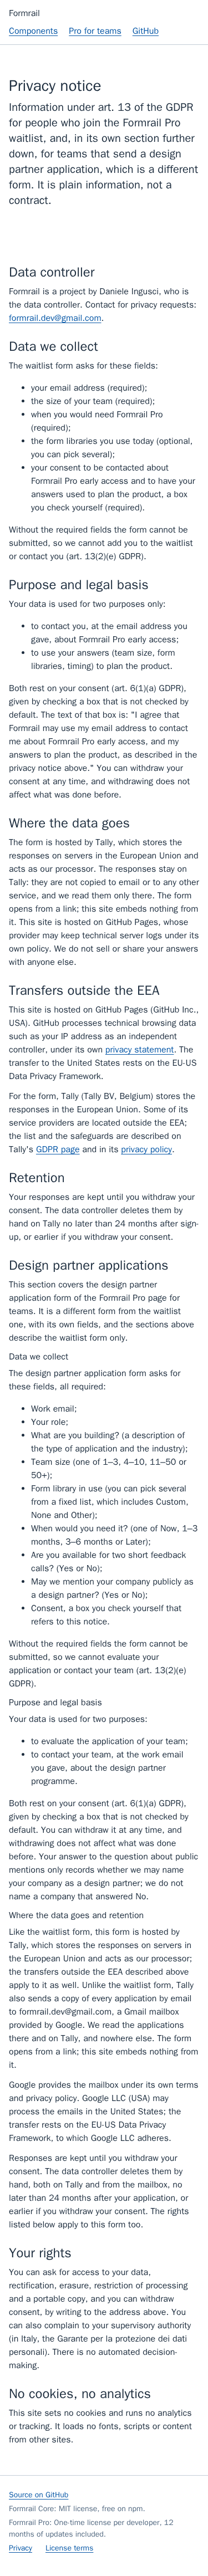 Formrail
Components Pro for teams GitHub
Privacy notice
Information under art. 13 of the GDPR
for people who join the Formrail Pro
waitlist, and, in its own section further
down, for teams that send a design
partner application, which is a different
form. It is plain information, not a
contract.
Data controller
Formrail is a project by Daniele Ingusci, who is
the data controller. Contact for privacy requests:
formrail.dev@gmail.com.
Data we collect
The waitlist form asks for these fields:
• your email address (required);
• the size of your team (required);
• when you would need Formrail Pro
(required);
• the form libraries you use today (optional,
you can pick several);
• your consent to be contacted about
Formrail Pro early access and to have your
answers used to plan the product, a box
you check yourself (required).
Without the required fields the form cannot be
submitted, so we cannot add you to the waitlist
or contact you (art. 13(2)(e) GDPR).
Purpose and legal basis
Your data is used for two purposes only:
• to contact you, at the email address you
gave, about Formrail Pro early access;
• to use your answers (team size, form
libraries, timing) to plan the product.
Both rest on your consent (art. 6(1)(a) GDPR),
given by checking a box that is not checked by
default. The text of that box is: "I agree that
Formrail may use my email address to contact
me about Formrail Pro early access, and my
answers to plan the product, as described in the
privacy notice above." You can withdraw your
consent at any time, and withdrawing does not
affect what was done before.
Where the data goes
The form is hosted by Tally, which stores the
responses on servers in the European Union and
acts as our processor. The responses stay on
Tally: they are not copied to email or to any other
service, and we read them only there. The form
opens from a link; this site embeds nothing from
it. This site is hosted on GitHub Pages, whose
provider may keep technical server logs under its
own policy. We do not sell or share your answers
with anyone else.
Transfers outside the EEA
This site is hosted on GitHub Pages (GitHub Inc.,
USA). GitHub processes technical browsing data
such as your IP address as an independent
controller, under its own privacy statement. The
transfer to the United States rests on the EU-US
Data Privacy Framework.
For the form, Tally (Tally BV, Belgium) stores the
responses in the European Union. Some of its
service providers are located outside the EEA;
the list and the safeguards are described on
Tally's GDPR page and in its privacy policy.
Retention
Your responses are kept until you withdraw your
consent. The data controller deletes them by
hand on Tally no later than 24 months after sign-
up, or earlier if you withdraw your consent.
Design partner applications
This section covers the design partner
application form of the Formrail Pro page for
teams. It is a different form from the waitlist
one, with its own fields, and the sections above
describe the waitlist form only.
Data we collect
The design partner application form asks for
these fields, all required:
• Work email;
• Your role;
• What are you building? (a description of
the type of application and the industry);
• Team size (one of 1–3, 4–10, 11–50 or
50+);
• Form library in use (you can pick several
from a fixed list, which includes Custom,
None and Other);
• When would you need it? (one of Now, 1–3
months, 3–6 months or Later);
• Are you available for two short feedback
calls? (Yes or No);
• May we mention your company publicly as
a design partner? (Yes or No);
• Consent, a box you check yourself that
refers to this notice.
Without the required fields the form cannot be
submitted, so we cannot evaluate your
application or contact your team (art. 13(2)(e)
GDPR).
Purpose and legal basis
Your data is used for two purposes:
• to evaluate the application of your team;
• to contact your team, at the work email
you gave, about the design partner
programme.
Both rest on your consent (art. 6(1)(a) GDPR),
given by checking a box that is not checked by
default. You can withdraw it at any time, and
withdrawing does not affect what was done
before. Your answer to the question about public
mentions only records whether we may name
your company as a design partner; we do not
name a company that answered No.
Where the data goes and retention
Like the waitlist form, this form is hosted by
Tally, which stores the responses on servers in
the European Union and acts as our processor;
the transfers outside the EEA described above
apply to it as well. Unlike the waitlist form, Tally
also sends a copy of every application by email
to formrail.dev@gmail.com, a Gmail mailbox
provided by Google. We read the applications
there and on Tally, and nowhere else. The form
opens from a link; this site embeds nothing from
it.
Google provides the mailbox under its own terms
and privacy policy. Google LLC (USA) may
process the emails in the United States; the
transfer rests on the EU-US Data Privacy
Framework, to which Google LLC adheres.
Responses are kept until you withdraw your
consent. The data controller deletes them by
hand, both on Tally and from the mailbox, no
later than 24 months after your application, or
earlier if you withdraw your consent. The rights
listed below apply to this form too.
Your rights
You can ask for access to your data,
rectification, erasure, restriction of processing
and a portable copy, and you can withdraw
consent, by writing to the address above. You
can also complain to your supervisory authority
(in Italy, the Garante per la protezione dei dati
personali). There is no automated decision-
making.
No cookies, no analytics
This site sets no cookies and runs no analytics
or tracking. It loads no fonts, scripts or content
from other sites.
Source on GitHub
Formrail Core: MIT license, free on npm.
Formrail Pro: One-time license per developer, 12
months of updates included.
Privacy License terms